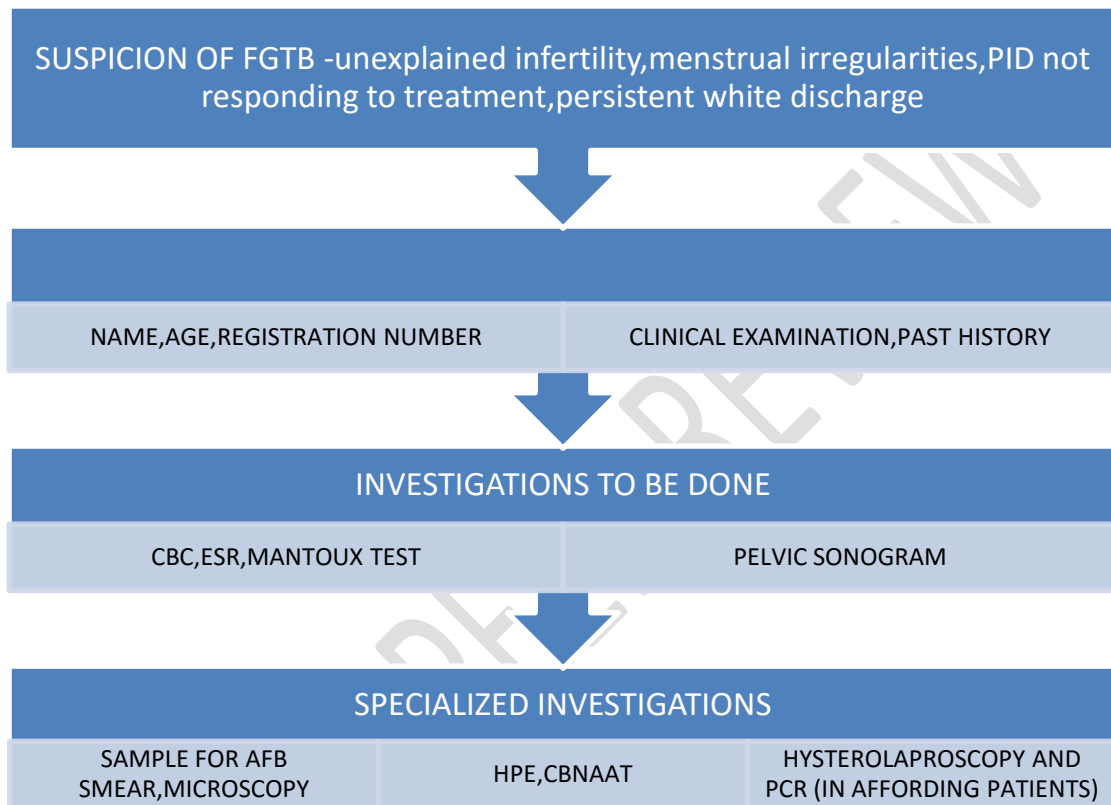 SUSPICION OF FGTB -unexplained infertility,menstrual irregularities,PID not
responding to treatment,persistent white discharge
NAME,AGE,REGISTRATION NUMBER
CLINICAL EXAMINATION,PAST HISTORY
INVESTIGATIONS TO BE DONE
CBC,ESR,MANTOUX TEST
PELVIC SONOGRAM
SPECIALIZED INVESTIGATIONS
SAMPLE FOR AFB
SMEAR,MICROSCOPY
HPE,CBNAAT
HYSTEROLAPROSCOPY AND
PCR (IN AFFORDING PATIENTS)